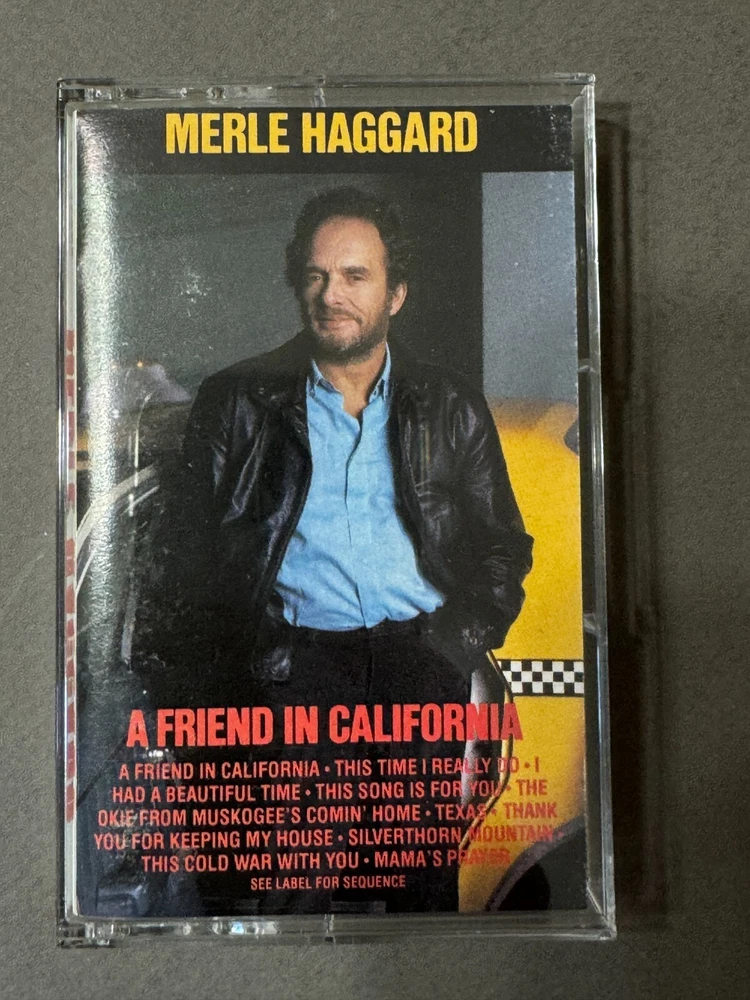 MERLE HAGGARD
A FRIEND IN CALIFORNIA
A FRIEND IN CALIFORNIA • THIS TIME I REALLY DO • I
HAD A BEAUTIFUL TIME • THIS SONG IS FOR YOU • THE
OKIE FROM MUSKOGEE'S COMIN' HOME • TEXAS • THANK
YOU FOR KEEPING MY HOUSE • SILVERTHORN MOUNTAIN •
THIS COLD WAR WITH YOU • MAMA'S PRAYER
SEE LABEL FOR SEQUENCE